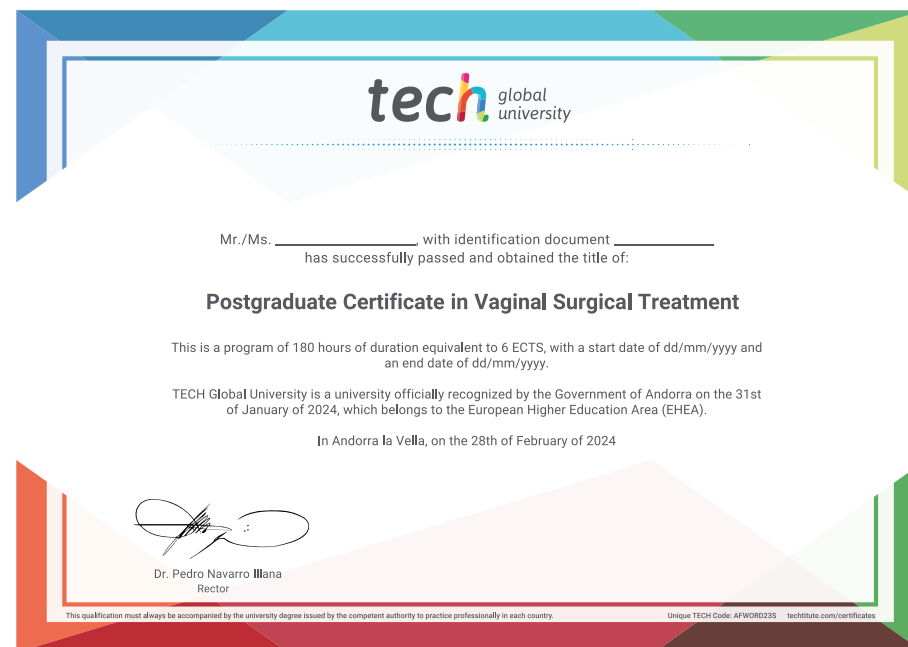 tech global university
Mr./Ms. ____________________, with identification document ______________
has successfully passed and obtained the title of:
Postgraduate Certificate in Vaginal Surgical Treatment
This is a program of 180 hours of duration equivalent to 6 ECTS, with a start date of dd/mm/yyyy and
an end date of dd/mm/yyyy.
TECH Global University is a university officially recognized by the Government of Andorra on the 31st
of January of 2024, which belongs to the European Higher Education Area (EHEA).
In Andorra la Vella, on the 28th of February of 2024
Dr. Pedro Navarro Illana
Rector
This qualification must always be accompanied by the university degree issued by the competent authority to practice professionally in each country. Unique TECH Code: AFWORD23S techtitute.com/certificates